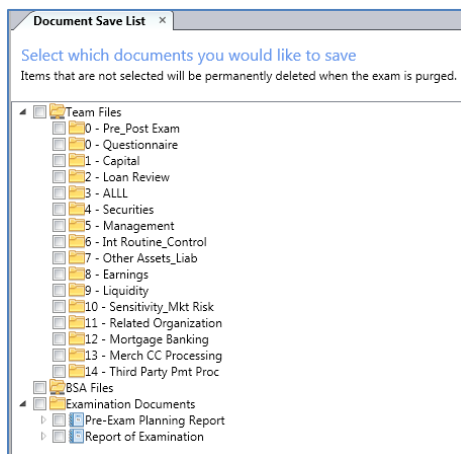 Document Save List ×
Select which documents you would like to save
Items that are not selected will be permanently deleted when the exam is purged.
Team Files
0 - Pre_Post Exam
0 - Questionnaire
1 - Capital
2 - Loan Review
3 - ALLL
4 - Securities
5 - Management
6 - Int Routine_Control
7 - Other Assets_Liab
8 - Earnings
9 - Liquidity
10 - Sensitivity_Mkt Risk
11 - Related Organization
12 - Mortgage Banking
13 - Merch CC Processing
14 - Third Party Pmt Proc
BSA Files
Examination Documents
Pre-Exam Planning Report
Report of Examination